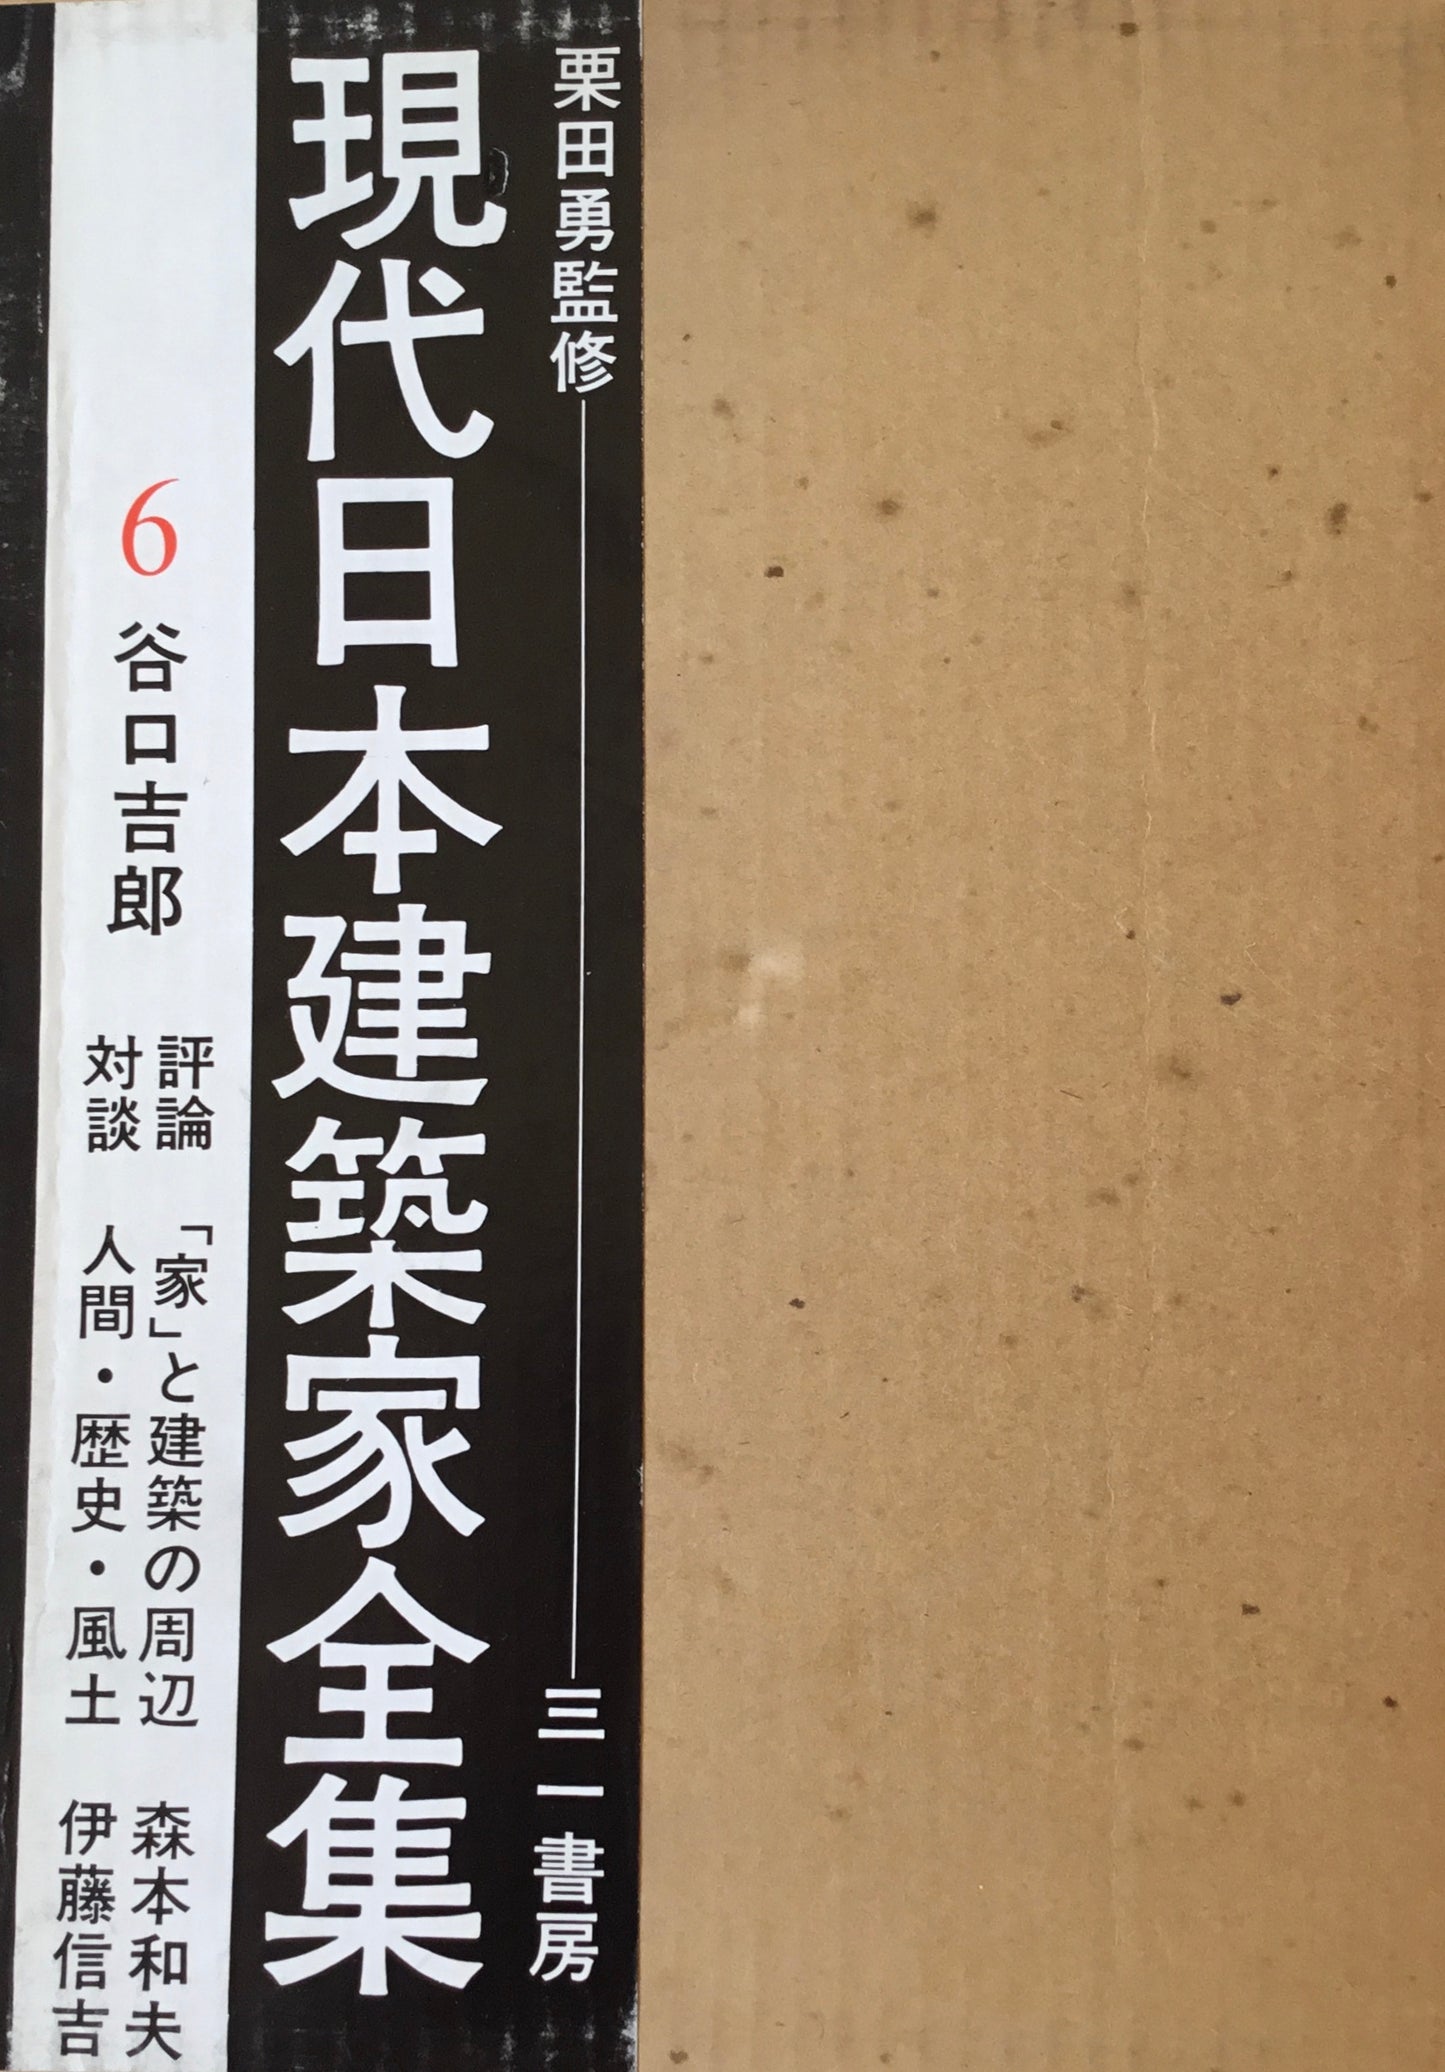 栗田勇監修
三一書房
現代日本建築家全集
6 谷口吉郎
評論 「家」と建築の周辺 森本和夫
対談 人間・歴史・風土 伊藤信吉